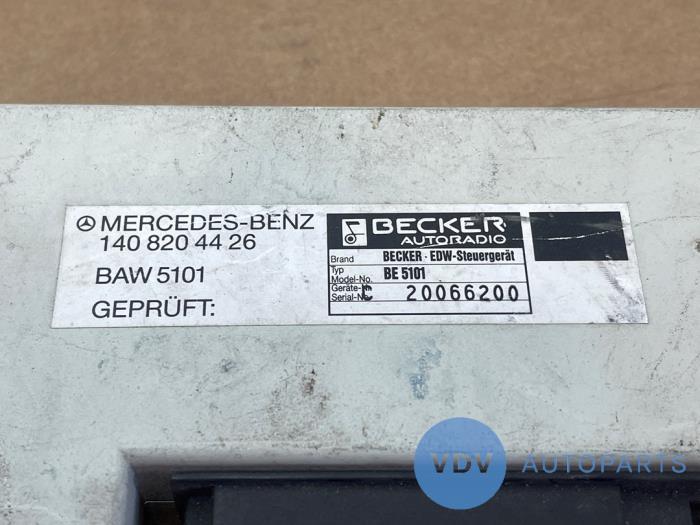 MERCEDES-BENZ
140 820 44 26
BAW 5101
GEPRÜFT:
BECKER
AUTORADIO
Brand BECKER · EDW-Steuergerät
Typ
Model-No. BE 5101
Geräte-
Serial-No. 20066200
VDV AUTOPARTS